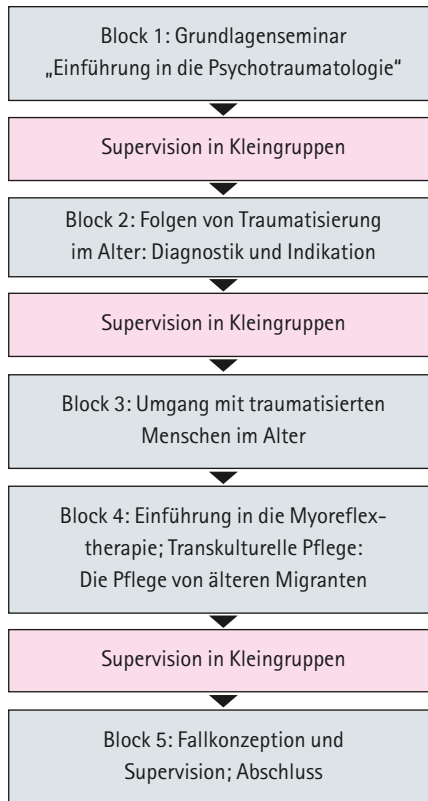 Block 1: Grundlagenseminar
„Einführung in die Psychotraumatologie“
Supervision in Kleingruppen
Block 2: Folgen von Traumatisierung
im Alter: Diagnostik und Indikation
Supervision in Kleingruppen
Block 3: Umgang mit traumatisierten
Menschen im Alter
Block 4: Einführung in die Myoreflex-
therapie; Transkulturelle Pflege:
Die Pflege von älteren Migranten
Supervision in Kleingruppen
Block 5: Fallkonzeption und
Supervision; Abschluss